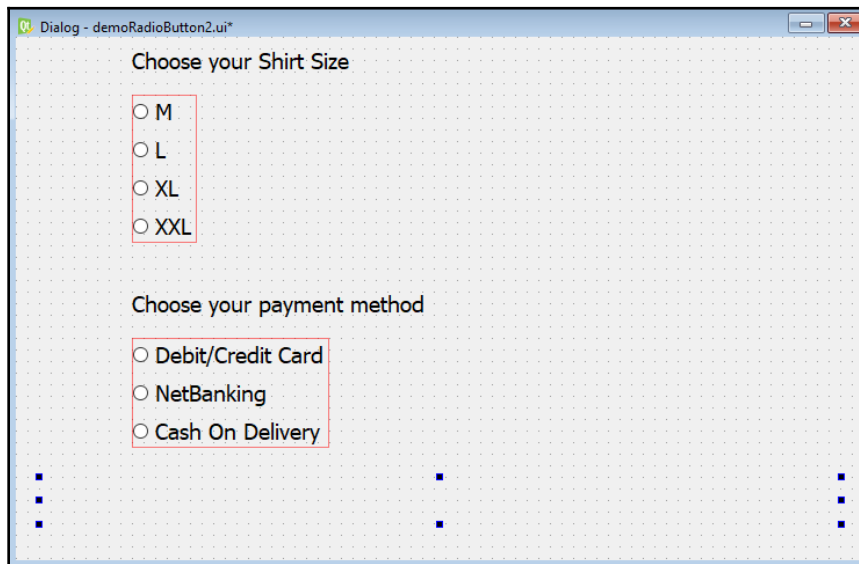 Dialog - demoRadioButton2.ui*
Choose your Shirt Size
M
L
XL
XXL
Choose your payment method
Debit/Credit Card
NetBanking
Cash On Delivery